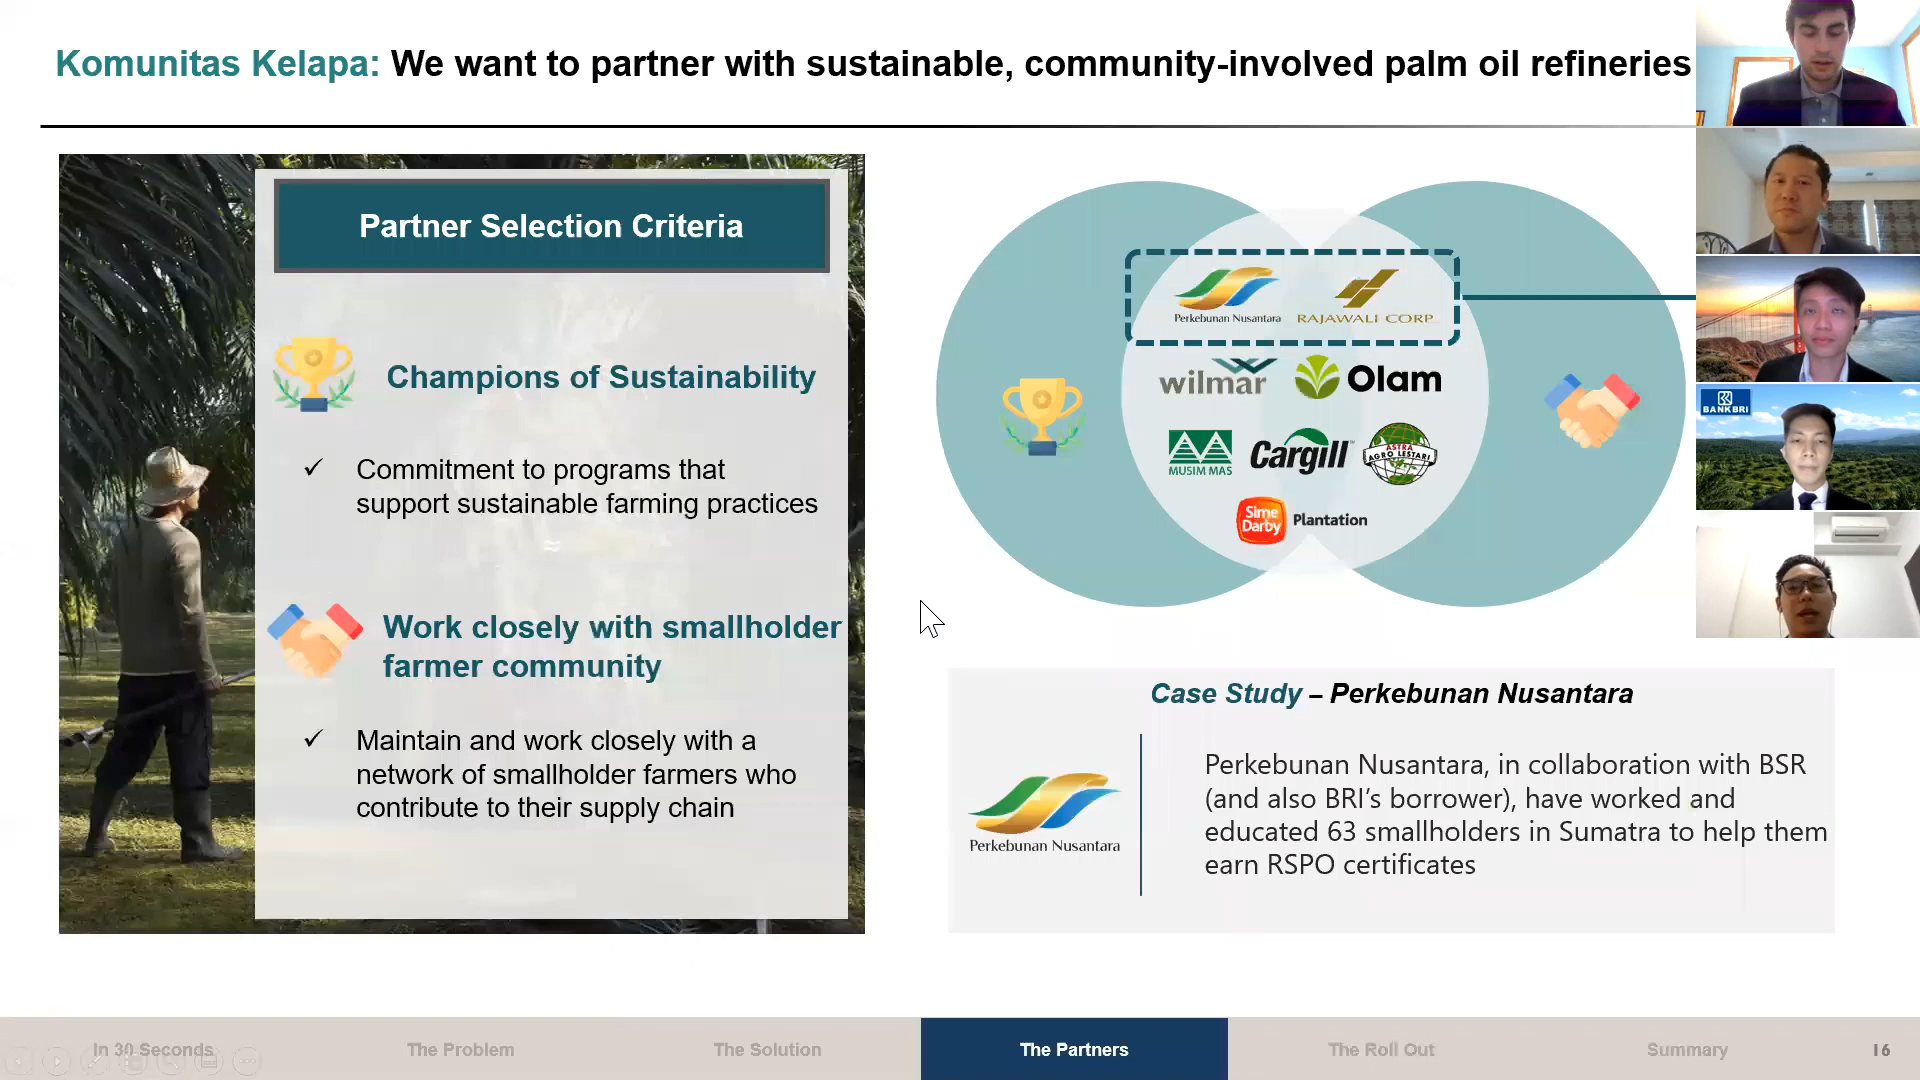 Komunitas Kelapa: We want to partner with sustainable, community-involved palm oil refineries
Partner Selection Criteria
Champions of Sustainability
Commitment to programs that
support sustainable farming practices
Work closely with smallholder
farmer community
Maintain and work closely with a
network of smallholder farmers who
contribute to their supply chain
Perkebunan Nusantara
RAJAWALI CORP
wilmar
Olam
MUSIM MAS
Cargill
ASTRA
AGRO LESTARI
Sime
Darby
Plantation
BANK BRI
Case Study – Perkebunan Nusantara
Perkebunan Nusantara
Perkebunan Nusantara, in collaboration with BSR
(and also BRI’s borrower), have worked and
educated 63 smallholders in Sumatra to help them
earn RSPO certificates
In 30 Seconds
The Problem
The Solution
The Partners
The Roll Out
Summary
16